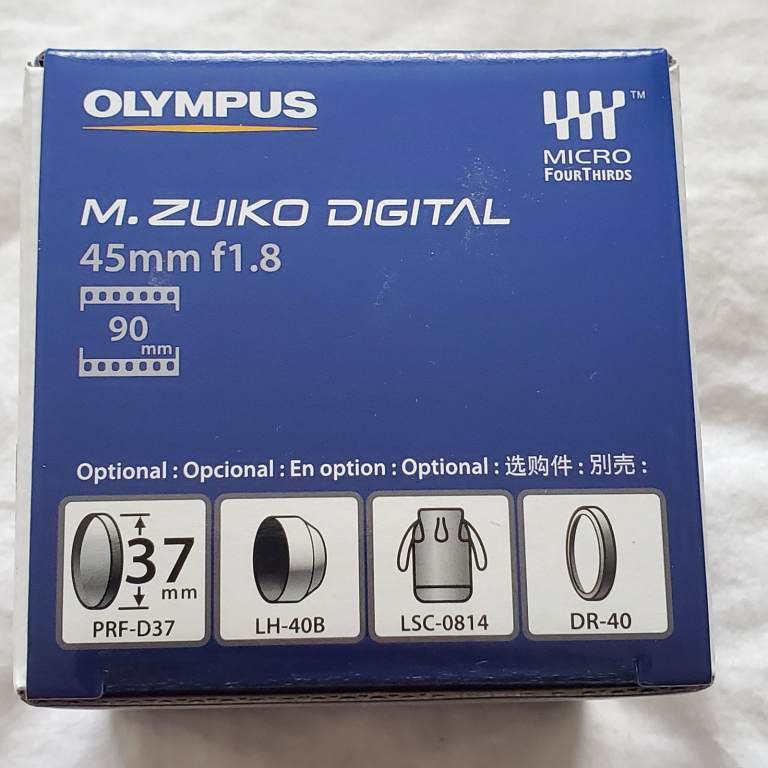 OLYMPUS
™
MICRO
FOURTHIRDS
M. ZUIKO DIGITAL
45mm f1.8
90
mm
Optional : Opcional : En option : Optional : 选购件 : 別売 :
37
mm
PRF-D37
LH-40B
LSC-0814
DR-40